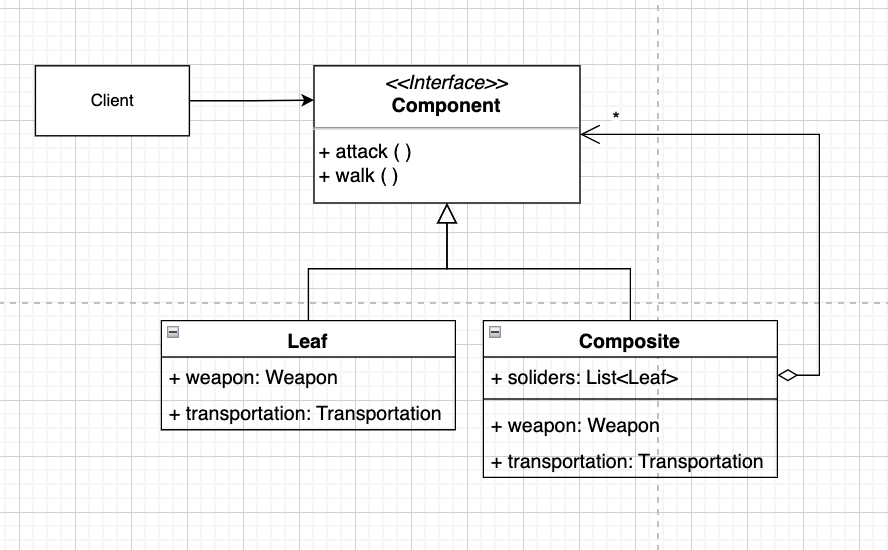 Client
<<Interface>>
Component
+ attack ( )
+ walk ( )
*
Leaf
+ weapon: Weapon
+ transportation: Transportation
Composite
+ soliders: List<Leaf>
+ weapon: Weapon
+ transportation: Transportation